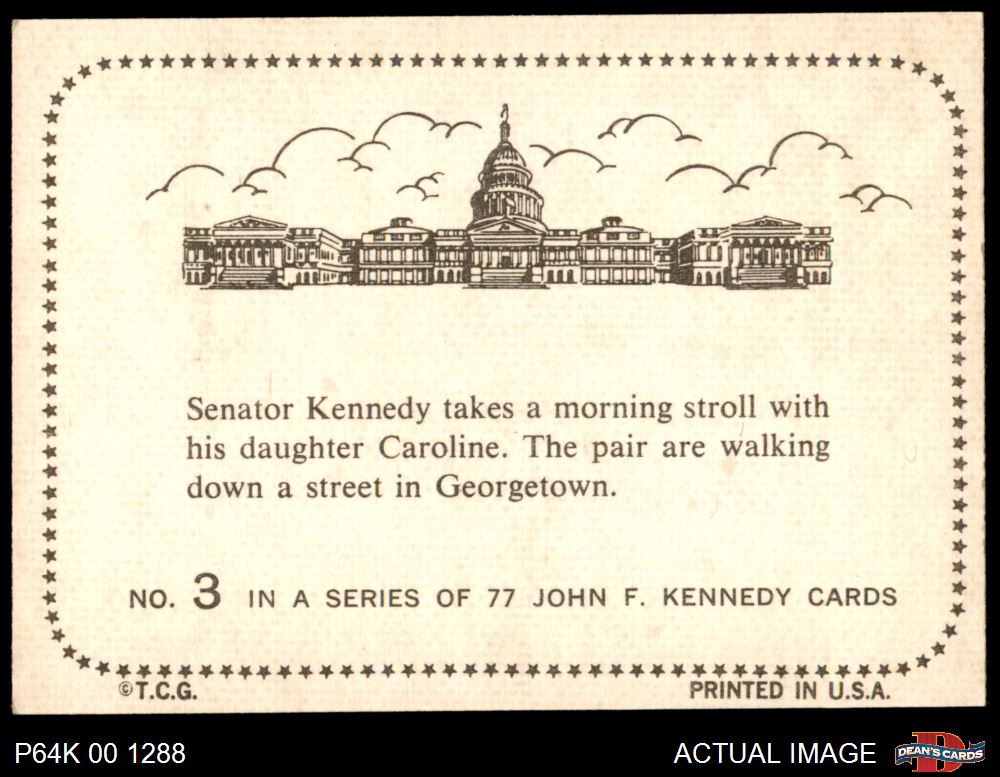 Senator Kennedy takes a morning stroll with
his daughter Caroline. The pair are walking
down a street in Georgetown.
NO. 3 IN A SERIES OF 77 JOHN F. KENNEDY CARDS
©T.C.G. PRINTED IN U.S.A.
P64K 00 1288 ACTUAL IMAGE DEAN'S CARDS